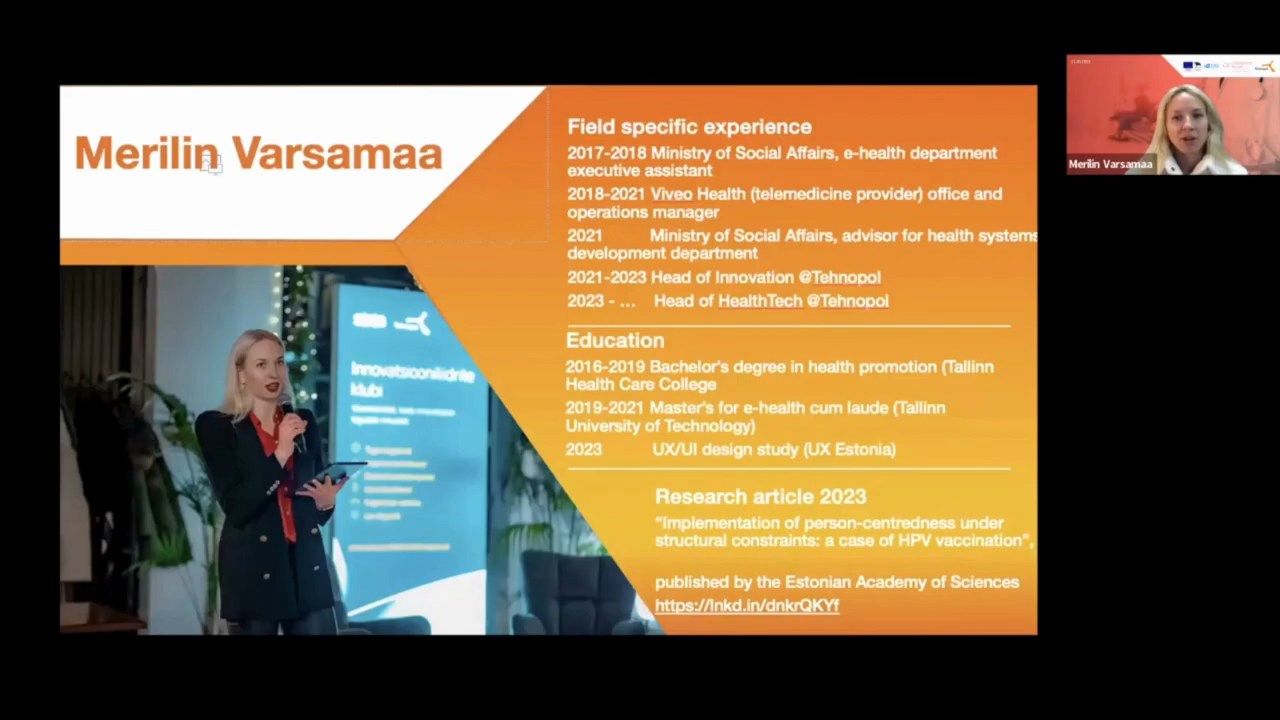 Merilin Varsamaa
Field specific experience
2017-2018 Ministry of Social Affairs, e-health department
executive assistant
2018-2021 Viveo Health (telemedicine provider) office and
operations manager
2021 Ministry of Social Affairs, advisor for health systems
development department
2021-2023 Head of Innovation @Tehnopol
2023 - ... Head of HealthTech @Tehnopol
Education
2016-2019 Bachelor's degree in health promotion (Tallinn
Health Care College
2019-2021 Master's for e-health cum laude (Tallinn
University of Technology)
2023 UX/UI design study (UX Estonia)
Research article 2023
"Implementation of person-centredness under
structural constraints: a case of HPV vaccination",
published by the Estonian Academy of Sciences
https://lnkd.in/dnkrQKYf
Innovatsiooniliidrite
klubi
Merilin Varsamaa